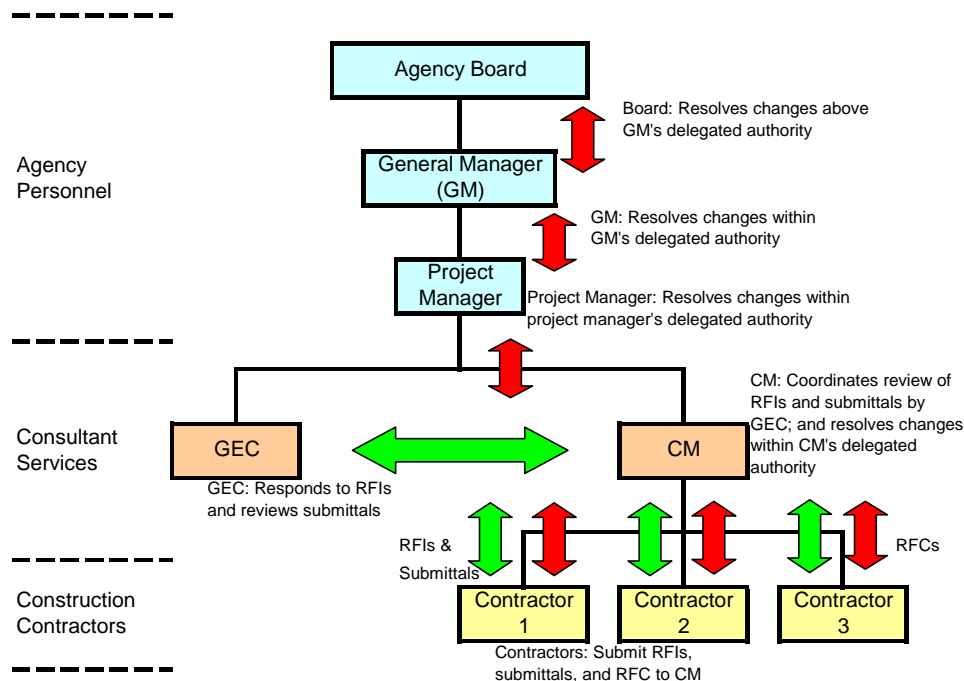 Agency Board
Board: Resolves changes above
GM's delegated authority
Agency
Personnel
General Manager
(GM)
GM: Resolves changes within
GM's delegated authority
Project
Manager
Project Manager: Resolves changes within
project manager's delegated authority
Consultant
Services
GEC
CM
CM: Coordinates review of
RFIs and submittals by
GEC; and resolves changes
within CM's delegated
authority
GEC: Responds to RFIs
and reviews submittals
RFIs &
Submittals
RFCs
Construction
Contractors
Contractor
1
Contractor
2
Contractor
3
Contractors: Submit RFIs,
submittals, and RFC to CM